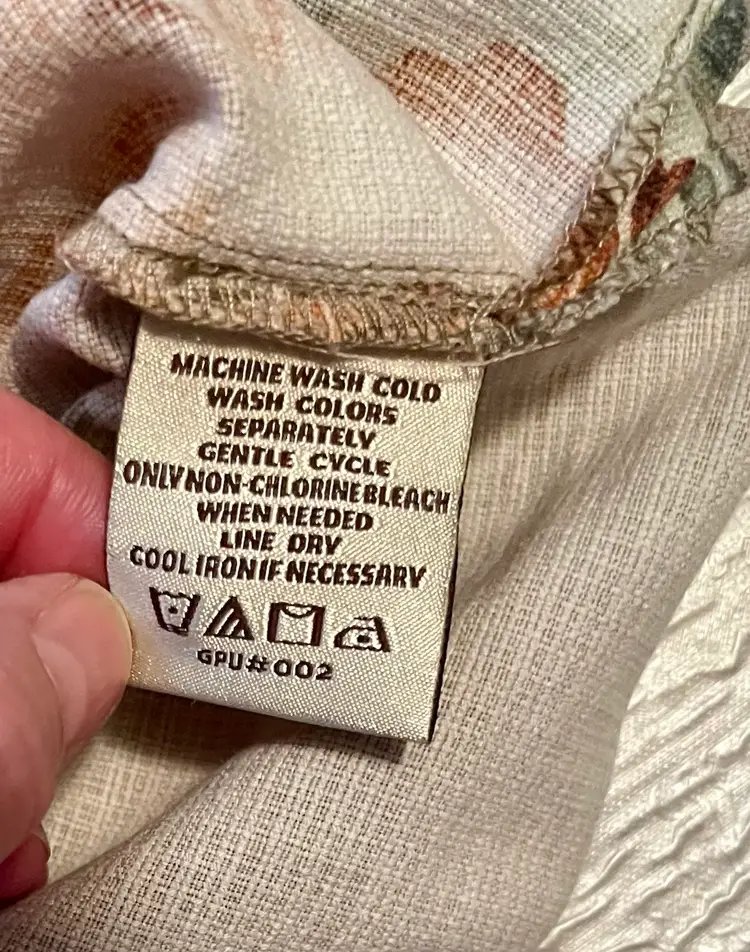 MACHINE WASH COLD
WASH COLORS
SEPARATELY
GENTLE CYCLE
ONLY NON-CHLORINE BLEACH
WHEN NEEDED
LINE DRY
COOL IRON IF NECESSARY
GPU#002